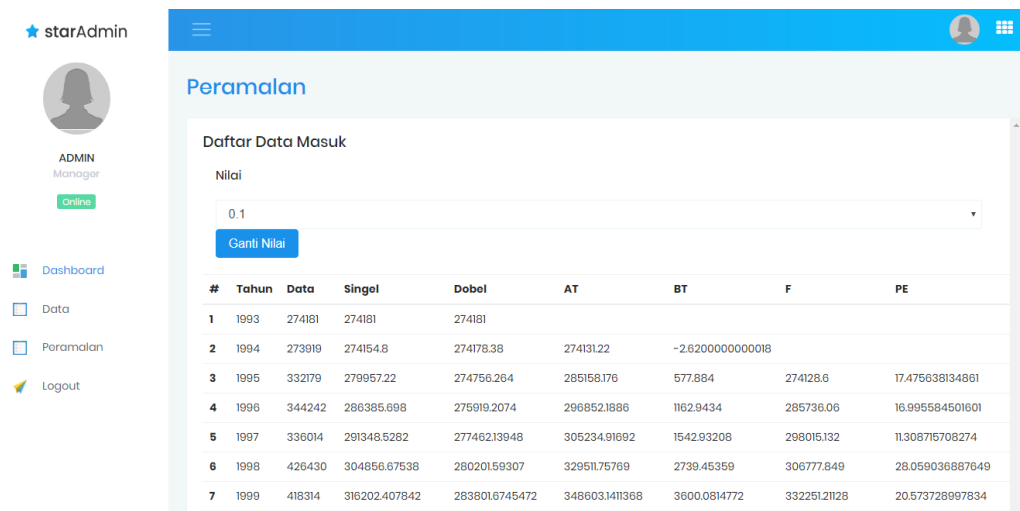 starAdmin
ADMIN
Manager
Online
Dashboard
Data
Peramalan
Logout
Peramalan
Daftar Data Masuk
Nilai
0.1
Ganti Nilai
# Tahun Data Singel Dobel AT BT F PE
1 1993 274181 274181 274181
2 1994 273919 274154.8 274178.38 274131.22 -2.6200000000018
3 1995 332179 279957.22 274756.264 285158.176 577.884 274128.6 17.475638134861
4 1996 344242 286385.698 275919.2074 296852.1886 1162.9434 285736.06 16.995584501601
5 1997 336014 291348.5282 277462.13948 305234.91692 1542.93208 298015.132 11.308715708274
6 1998 426430 304856.67538 280201.59307 329511.75769 2739.45359 306777.849 28.059036887649
7 1999 418314 316202.407842 283801.6745472 348603.1411368 3600.0814772 332251.21128 20.573728997834